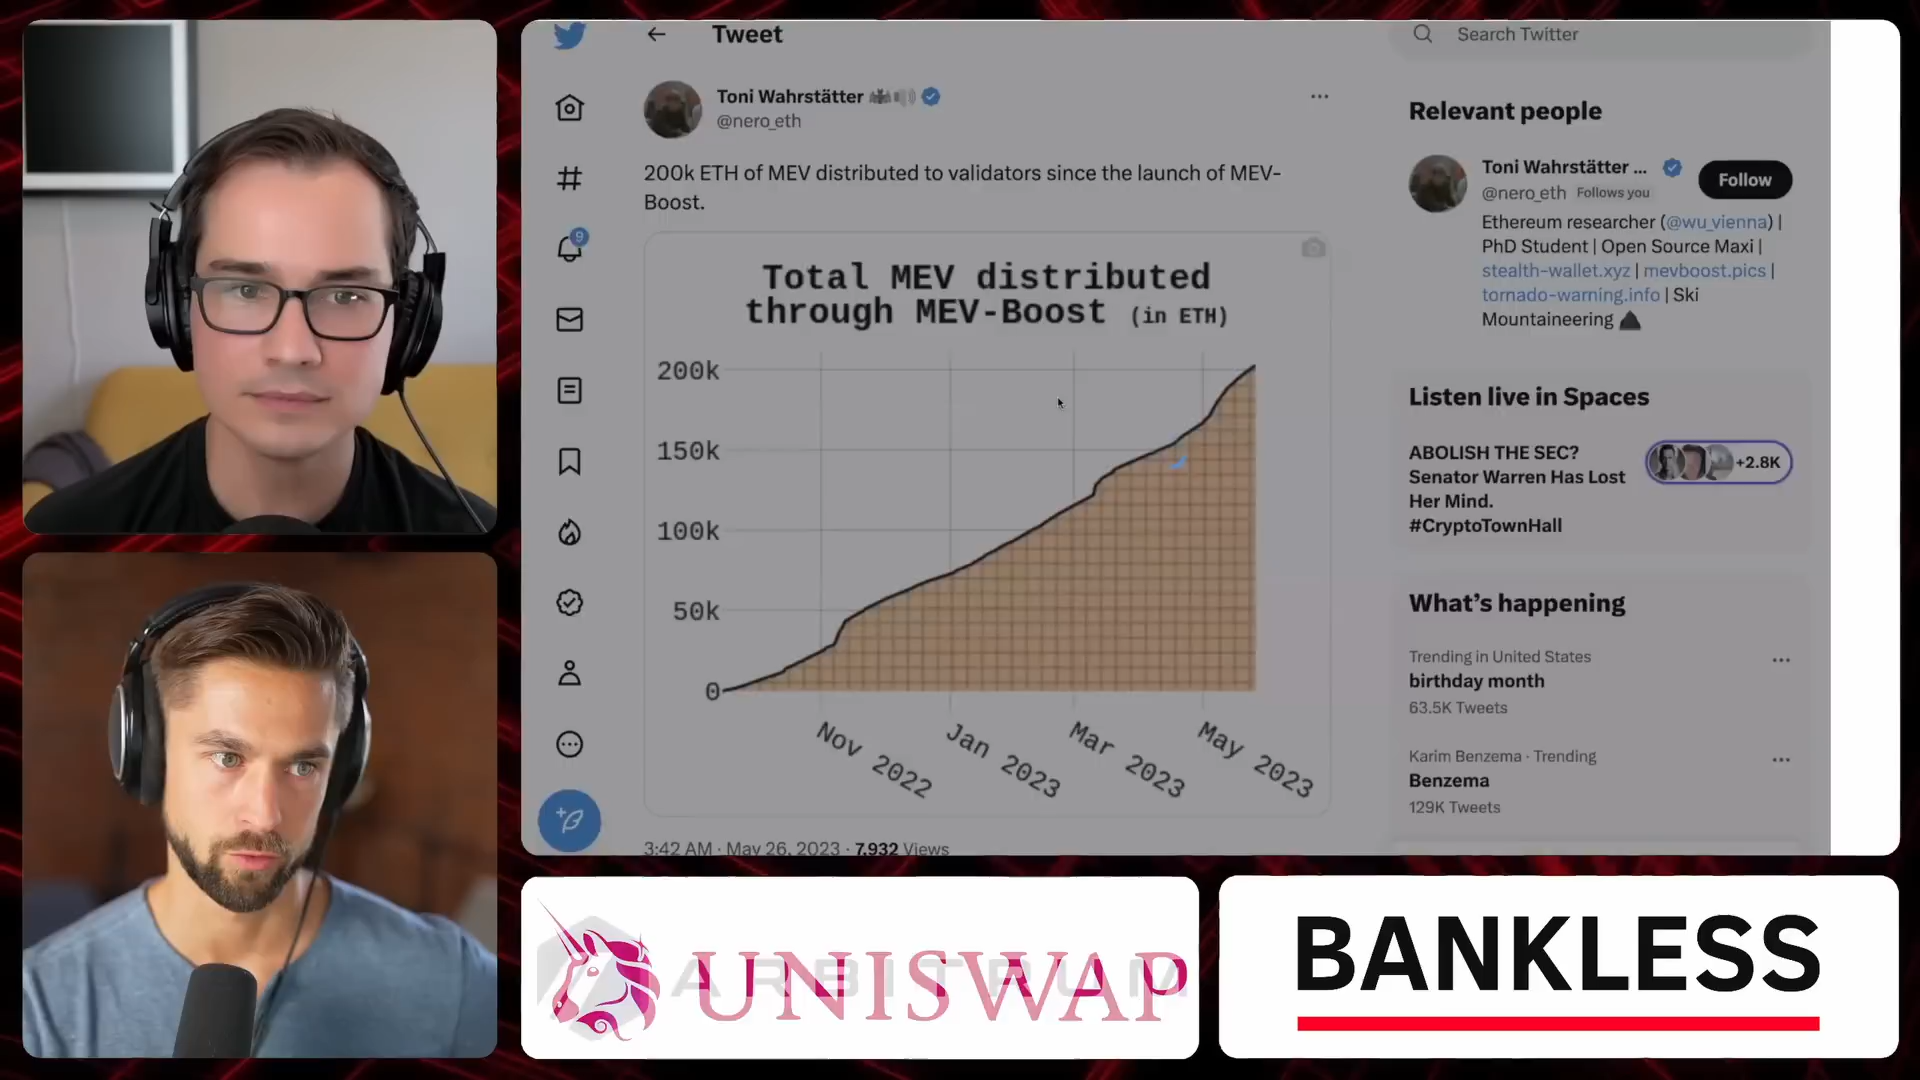 Tweet
Toni Wahrstätter
@nero_eth
200k ETH of MEV distributed to validators since the launch of MEV-
Boost.
Total MEV distributed
through MEV-Boost (in ETH)
200k
150k
100k
50k
0
Nov 2022
Jan 2023
Mar 2023
May 2023
3:42 AM · May 26, 2023 · 7,932 Views
9
Search Twitter
Relevant people
Toni Wahrstätter ...
@nero_eth Follows you
Follow
Ethereum researcher (@wu_vienna) |
PhD Student | Open Source Maxi |
stealth-wallet.xyz | mevboost.pics |
tornado-warning.info | Ski
Mountaineering
Listen live in Spaces
ABOLISH THE SEC?
Senator Warren Has Lost
Her Mind.
#CryptoTownHall
+2.8K
What's happening
Trending in United States
birthday month
63.5K Tweets
Karim Benzema · Trending
Benzema
129K Tweets
UNISWAP
ARBITRUM
BANKLESS